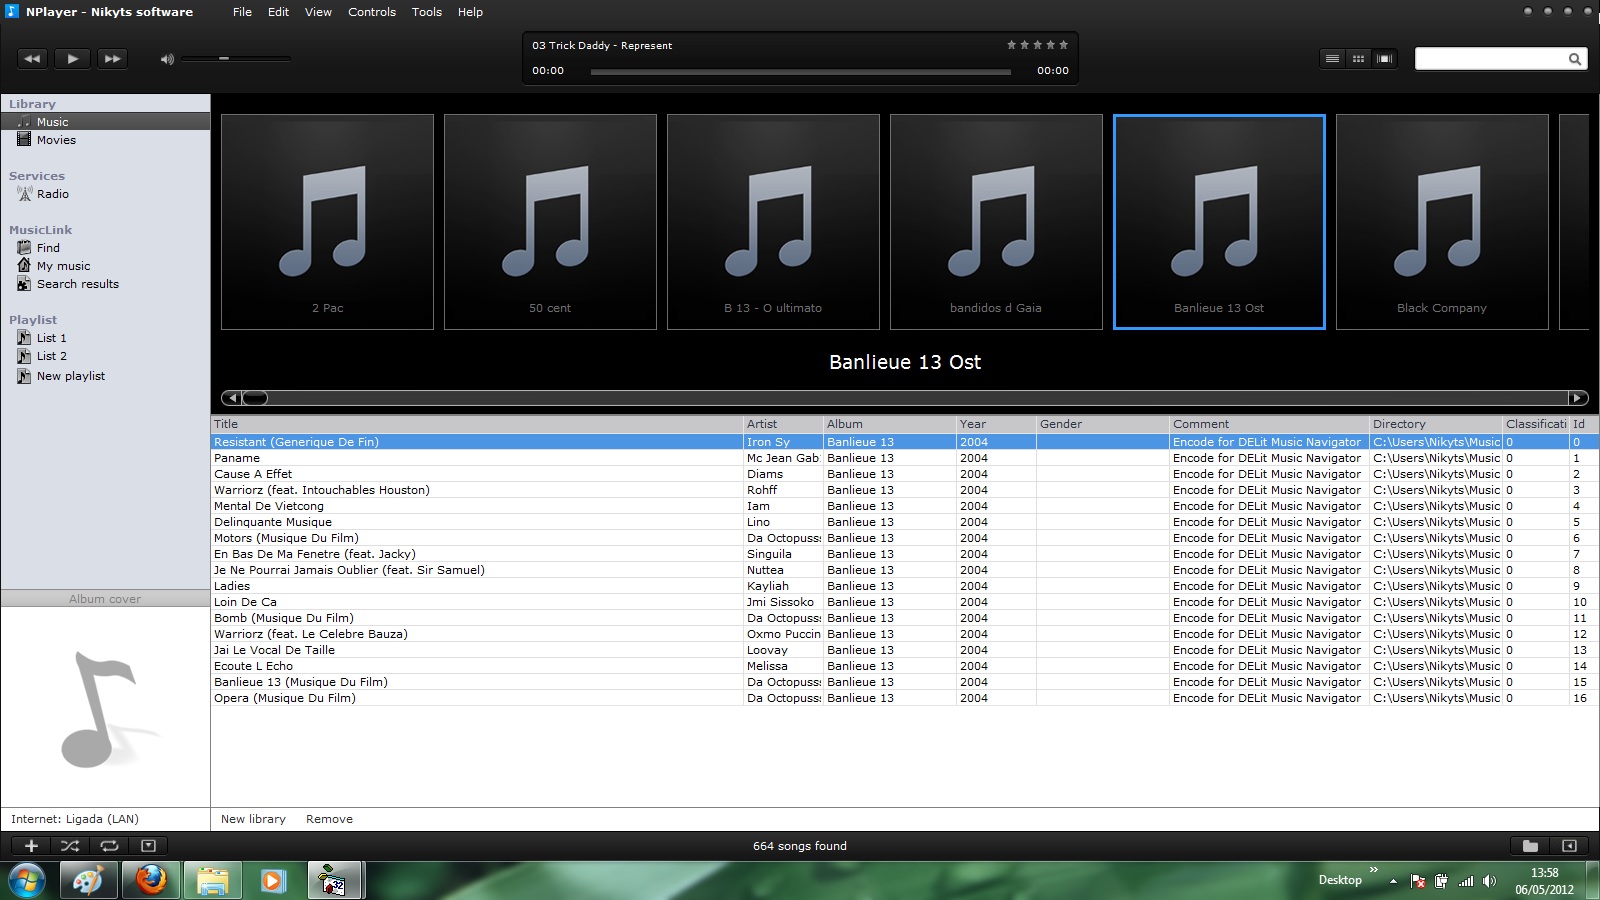 NPlayer - Nikyts software File Edit View Controls Tools Help
03 Trick Daddy - Represent
00:00 00:00
Library
Music
Movies
Services
Radio
MusicLink
Find
My music
Search results
Playlist
List 1
List 2
New playlist
2 Pac 50 cent B 13 - O ultimato bandidos d Gaia Banlieue 13 Ost Black Company
Banlieue 13 Ost
Title Artist Album Year Gender Comment Directory Classificati Id
Resistant (Generique De Fin) Iron Sy Banlieue 13 2004 Encode for DELit Music Navigator C:\Users\Nikyts\Music 0 0
Paname Mc Jean Gab Banlieue 13 2004 Encode for DELit Music Navigator C:\Users\Nikyts\Music 0 1
Cause A Effet Diams Banlieue 13 2004 Encode for DELit Music Navigator C:\Users\Nikyts\Music 0 2
Warriorz (feat. Intouchables Houston) Rohff Banlieue 13 2004 Encode for DELit Music Navigator C:\Users\Nikyts\Music 0 3
Mental De Vietcong Iam Banlieue 13 2004 Encode for DELit Music Navigator C:\Users\Nikyts\Music 0 4
Delinquante Musique Lino Banlieue 13 2004 Encode for DELit Music Navigator C:\Users\Nikyts\Music 0 5
Motors (Musique Du Film) Da Octopuss Banlieue 13 2004 Encode for DELit Music Navigator C:\Users\Nikyts\Music 0 6
En Bas De Ma Fenetre (feat. Jacky) Singuila Banlieue 13 2004 Encode for DELit Music Navigator C:\Users\Nikyts\Music 0 7
Je Ne Pourrai Jamais Oublier (feat. Sir Samuel) Nuttea Banlieue 13 2004 Encode for DELit Music Navigator C:\Users\Nikyts\Music 0 8
Ladies Kayliah Banlieue 13 2004 Encode for DELit Music Navigator C:\Users\Nikyts\Music 0 9
Loin De Ca Jmi Sissoko Banlieue 13 2004 Encode for DELit Music Navigator C:\Users\Nikyts\Music 0 10
Bomb (Musique Du Film) Da Octopuss Banlieue 13 2004 Encode for DELit Music Navigator C:\Users\Nikyts\Music 0 11
Warriorz (feat. Le Celebre Bauza) Oxmo Puccin Banlieue 13 2004 Encode for DELit Music Navigator C:\Users\Nikyts\Music 0 12
Jai Le Vocal De Taille Loovay Banlieue 13 2004 Encode for DELit Music Navigator C:\Users\Nikyts\Music 0 13
Ecoute L Echo Melissa Banlieue 13 2004 Encode for DELit Music Navigator C:\Users\Nikyts\Music 0 14
Banlieue 13 (Musique Du Film) Da Octopuss Banlieue 13 2004 Encode for DELit Music Navigator C:\Users\Nikyts\Music 0 15
Opera (Musique Du Film) Da Octopuss Banlieue 13 2004 Encode for DELit Music Navigator C:\Users\Nikyts\Music 0 16
Album cover
Internet: Ligada (LAN) New library Remove
664 songs found
Desktop » 13:58
06/05/2012